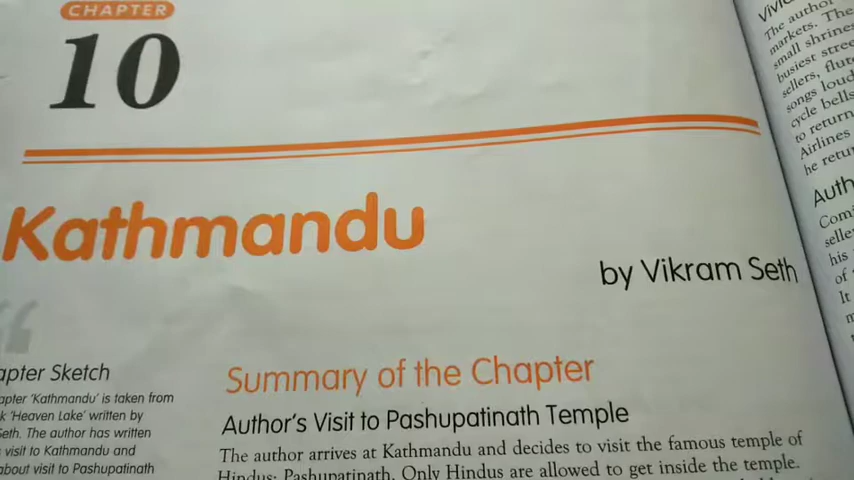 CHAPTER
10
Kathmandu
by Vikram Seth
apter Sketch
apter 'Kathmandu' is taken from
k 'Heaven Lake' written by
Seth. The author has written
visit to Kathmandu and
about visit to Pashupatinath
Summary of the Chapter
Author's Visit to Pashupatinath Temple
The author arrives at Kathmandu and decides to visit the famous temple of
Hindus: Pashupatinath. Only Hindus are allowed to get inside the temple.
The author
markets. The
small shrine
busiest stree
sellers, flut
songs loud
cycle bells
to return
Airlines
he retu
Auth
Comi
selle
his
of
It